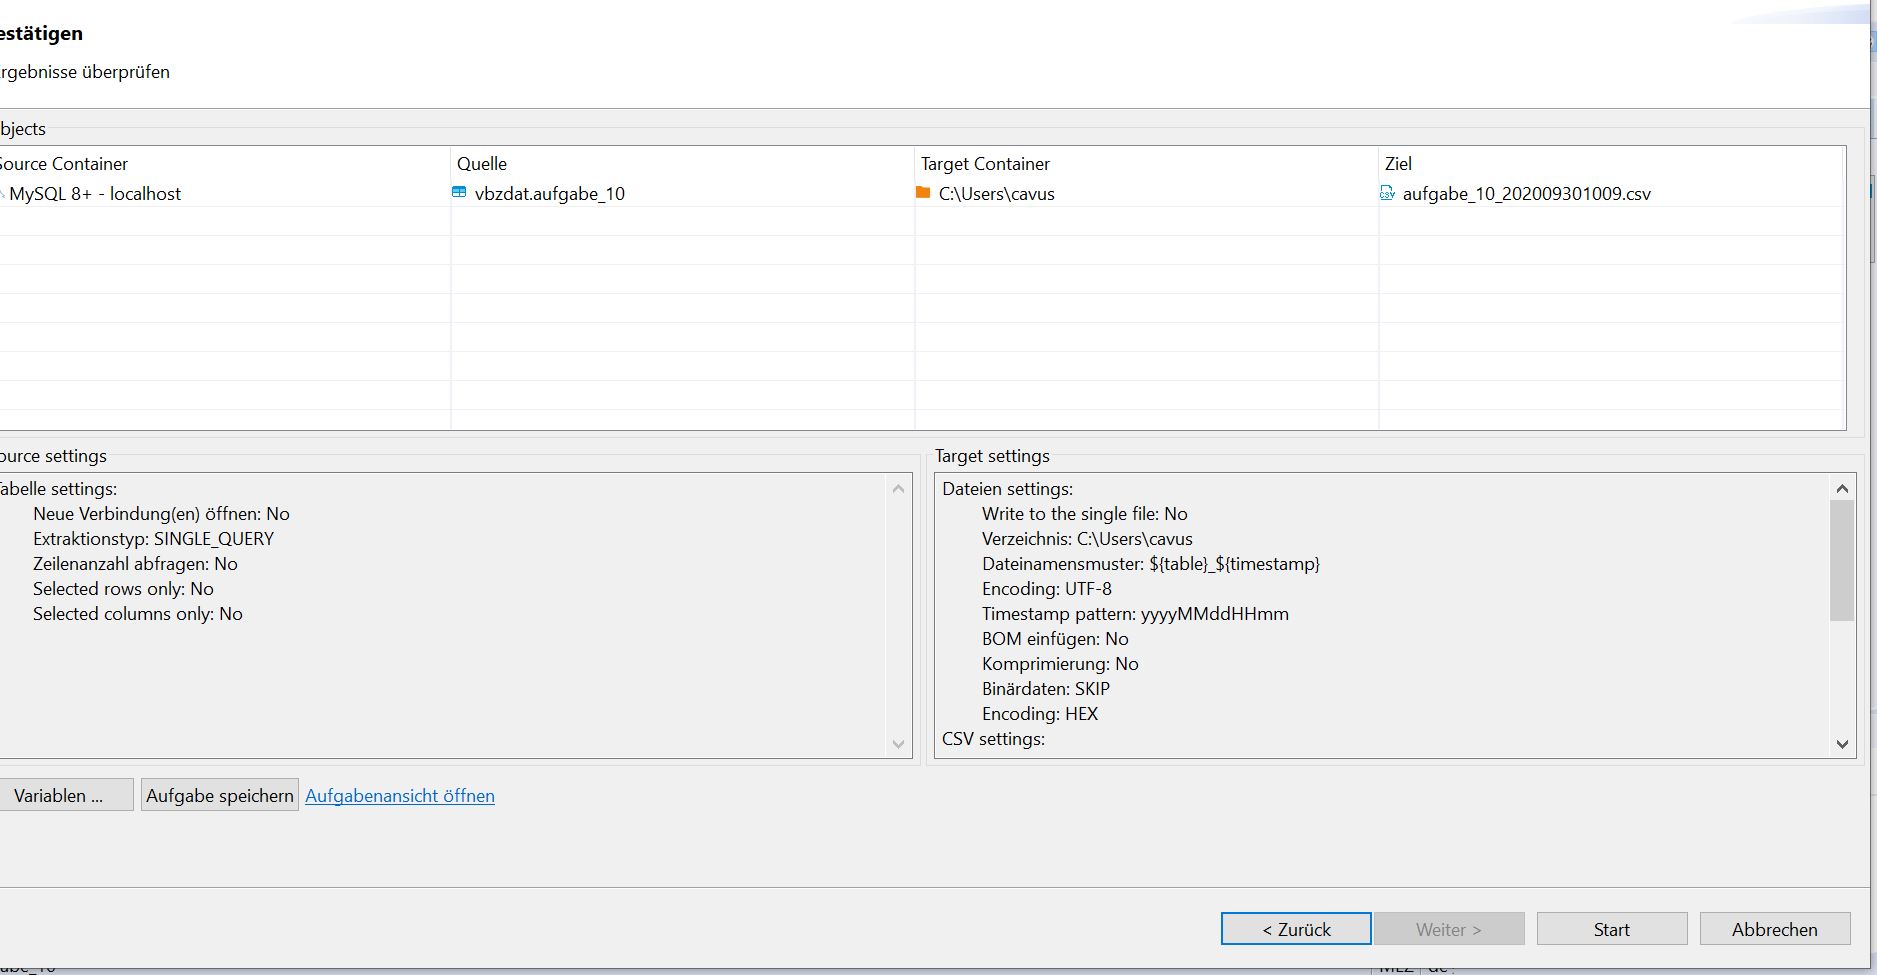 estätigen
rgebnisse überprüfen
bjects
Source Container Quelle Target Container Ziel
MySQL 8+ - localhost vbzdat.aufgabe_10 C:\Users\cavus aufgabe_10_202009301009.csv
ource settings Target settings
abelle settings:
Neue Verbindung(en) öffnen: No
Extraktionstyp: SINGLE_QUERY
Zeilenanzahl abfragen: No
Selected rows only: No
Selected columns only: No
Dateien settings:
Write to the single file: No
Verzeichnis: C:\Users\cavus
Dateinamensmuster: ${table}_${timestamp}
Encoding: UTF-8
Timestamp pattern: yyyyMMddHHmm
BOM einfügen: No
Komprimierung: No
Binärdaten: SKIP
Encoding: HEX
CSV settings:
Variablen ... Aufgabe speichern Aufgabenansicht öffnen
< Zurück Weiter > Start Abbrechen